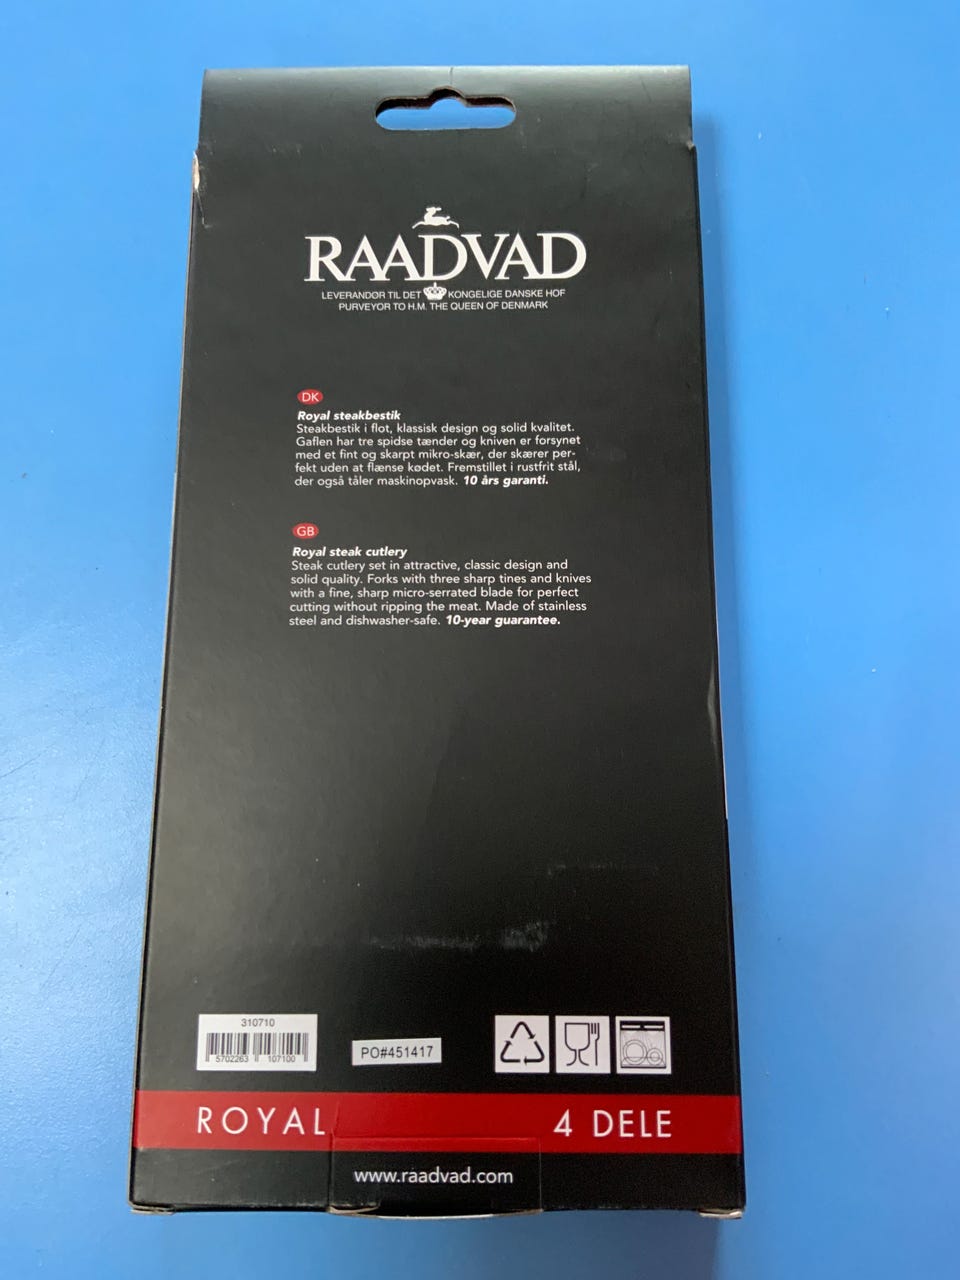 RAADVAD
LEVERANDØR TIL DET KONGELIGE DANSKE HOF
PURVEYOR TO H.M. THE QUEEN OF DENMARK
DK
Royal steakbestik
Steakbestik i flot, klassisk design og solid kvalitet.
Gaflen har tre spidse tænder og kniven er forsynet
med et fint og skarpt mikro-skær, der skærer per-
fekt uden at flænse kødet. Fremstillet i rustfrit stål,
der også tåler maskinopvask. 10 års garanti.
GB
Royal steak cutlery
Steak cutlery set in attractive, classic design and
solid quality. Forks with three sharp tines and knives
with a fine, sharp micro-serrated blade for perfect
cutting without ripping the meat. Made of stainless
steel and dishwasher-safe. 10-year guarantee.
310710
5702263 107100
PO#451417
ROYAL 4 DELE
www.raadvad.com